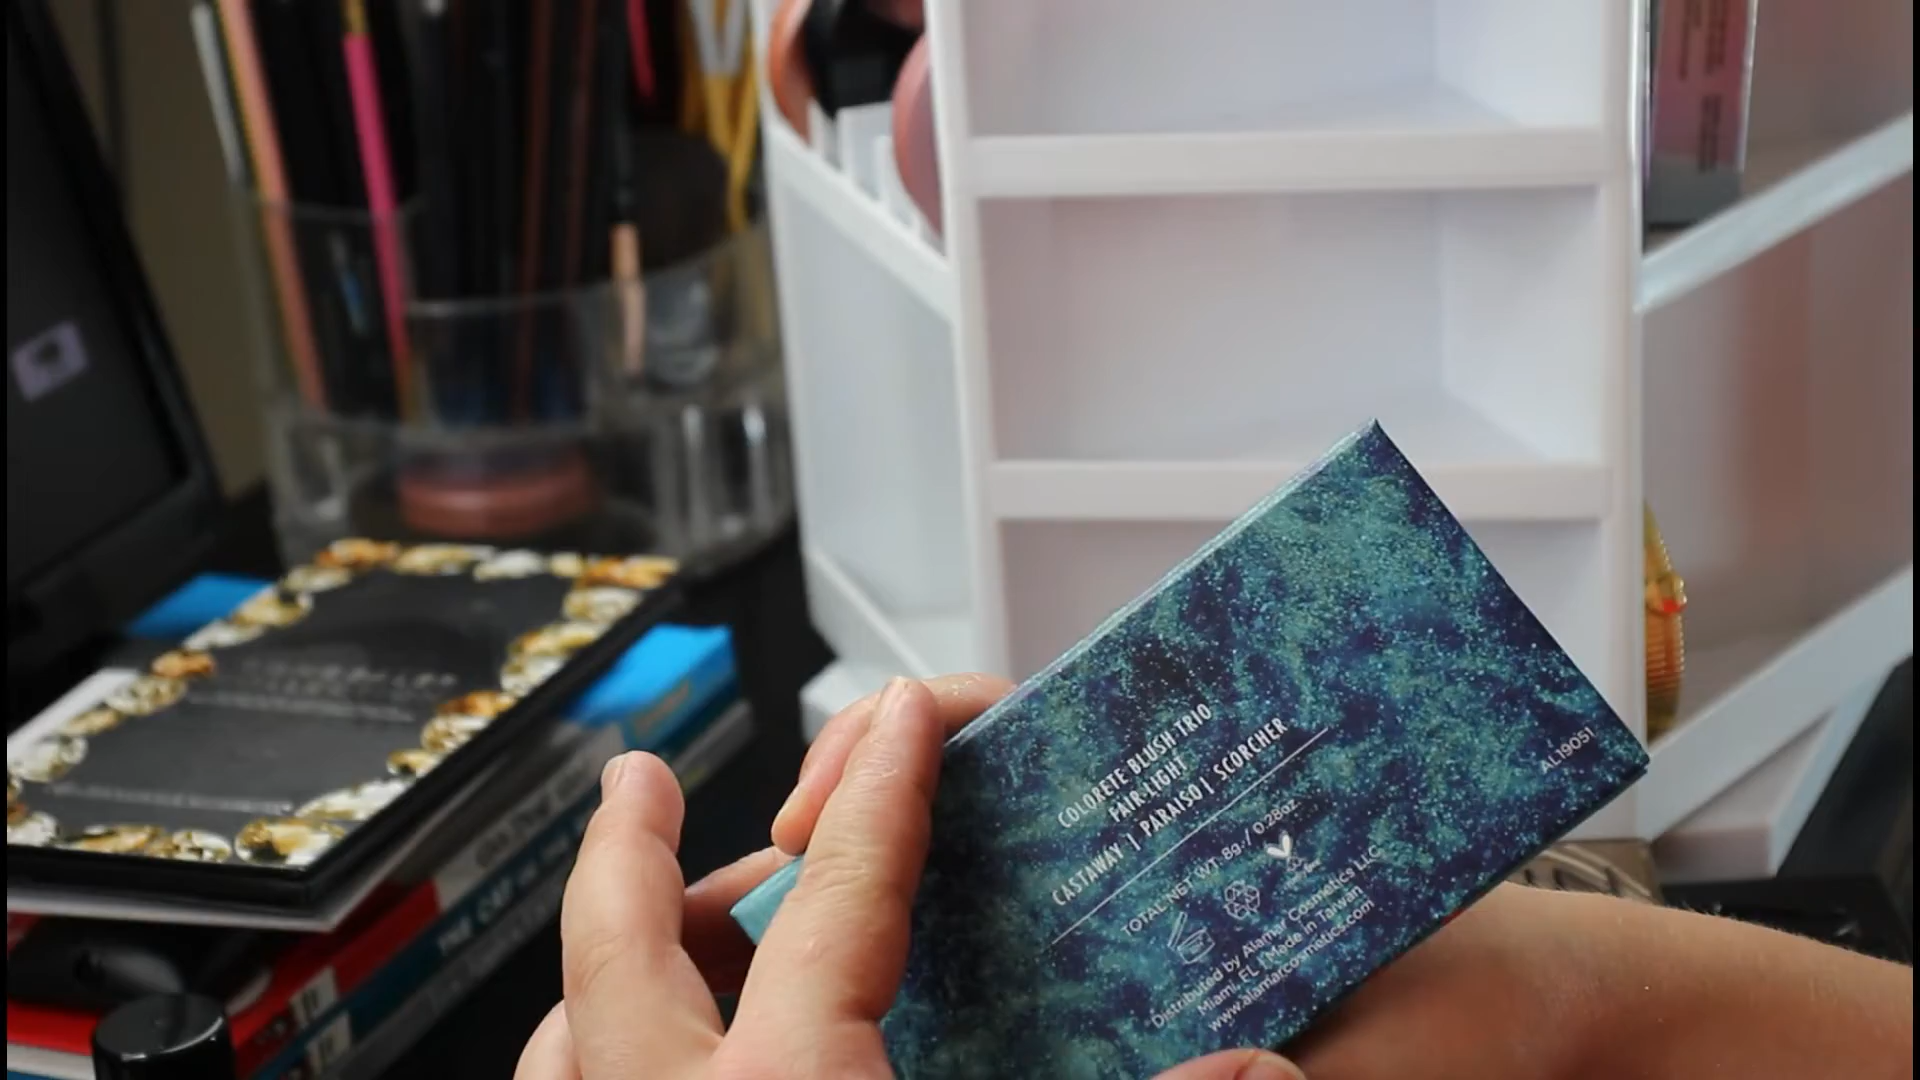 COLORETE BLUSH TRIO
FAIR-LIGHT
CASTAWAY | PARAISO | SCORCHER
TOTAL NET WT. 8g / 0.28oz
Distributed by Alamar Cosmetics LLC
Miami, FL | Made in Taiwan
www.alamarcosmetics.com
AL19051